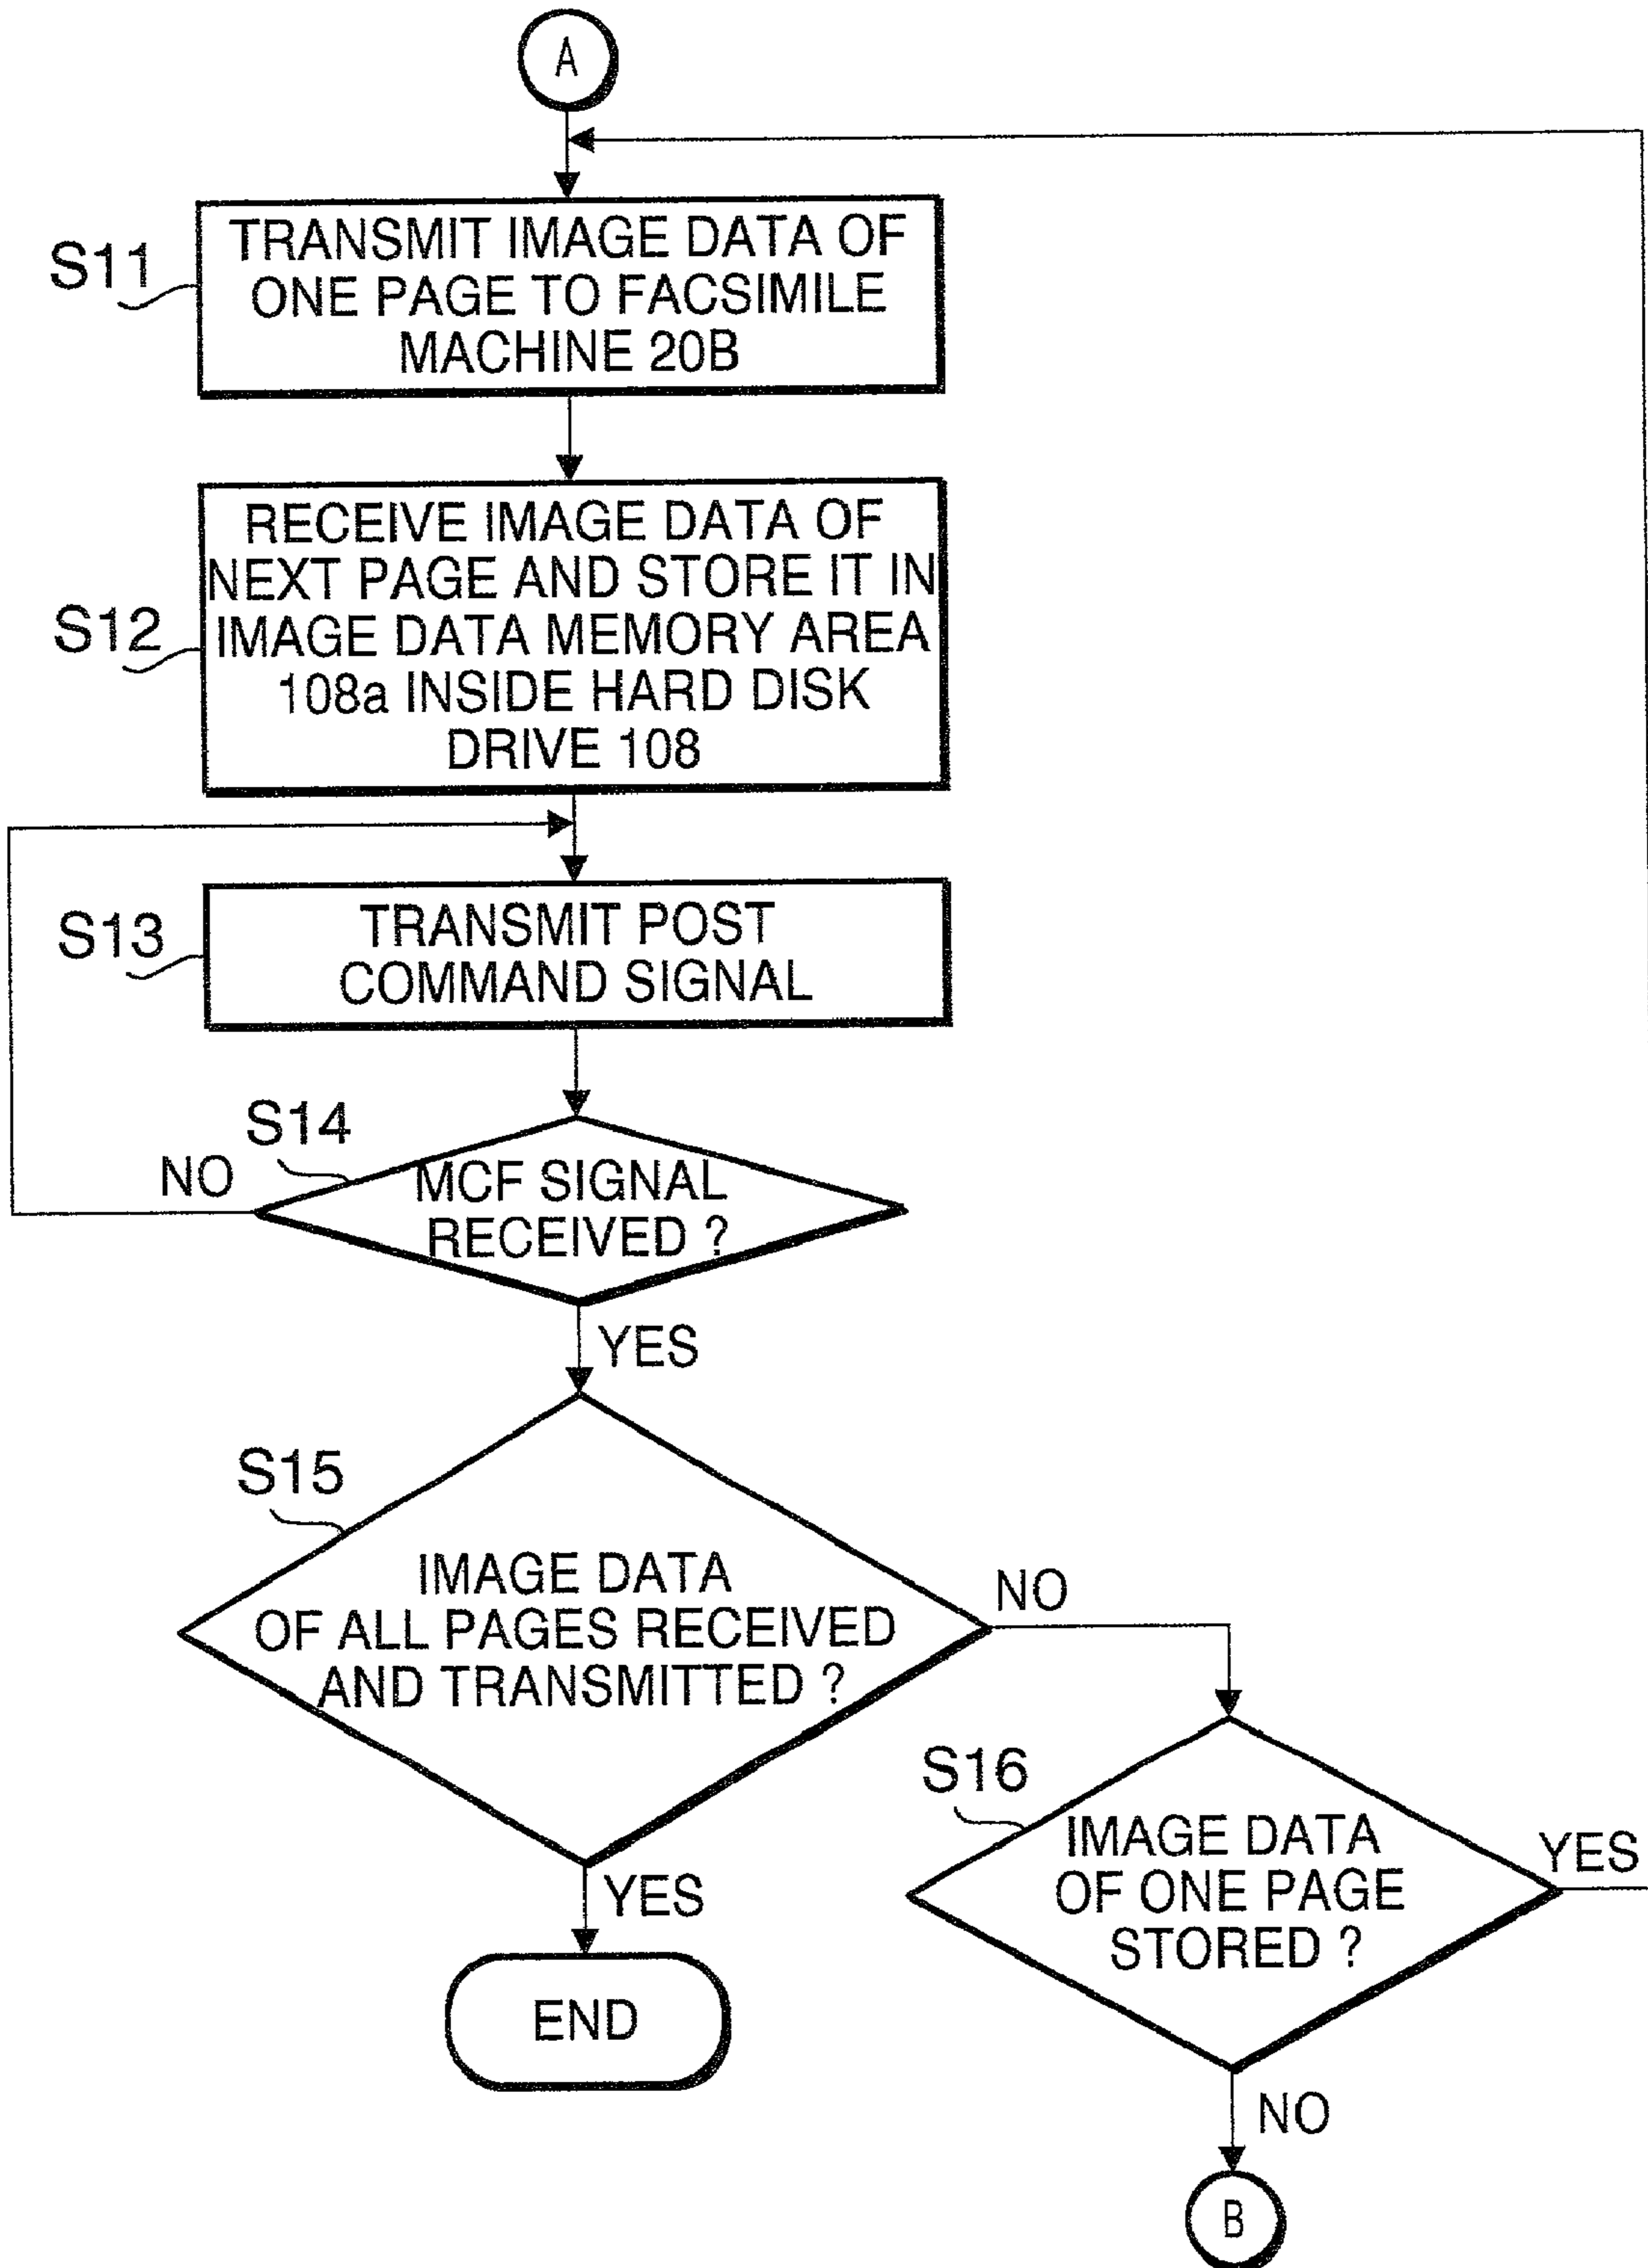 A
S11
TRANSMIT IMAGE DATA OF
ONE PAGE TO FACSIMILE
MACHINE 20B
S12
RECEIVE IMAGE DATA OF
NEXT PAGE AND STORE IT IN
IMAGE DATA MEMORY AREA
108a INSIDE HARD DISK
DRIVE 108
S13
TRANSMIT POST
COMMAND SIGNAL
S14
NO
MCF SIGNAL
RECEIVED ?
YES
S15
IMAGE DATA
OF ALL PAGES RECEIVED
AND TRANSMITTED ?
NO
YES
END
S16
IMAGE DATA
OF ONE PAGE
STORED ?
YES
NO
B